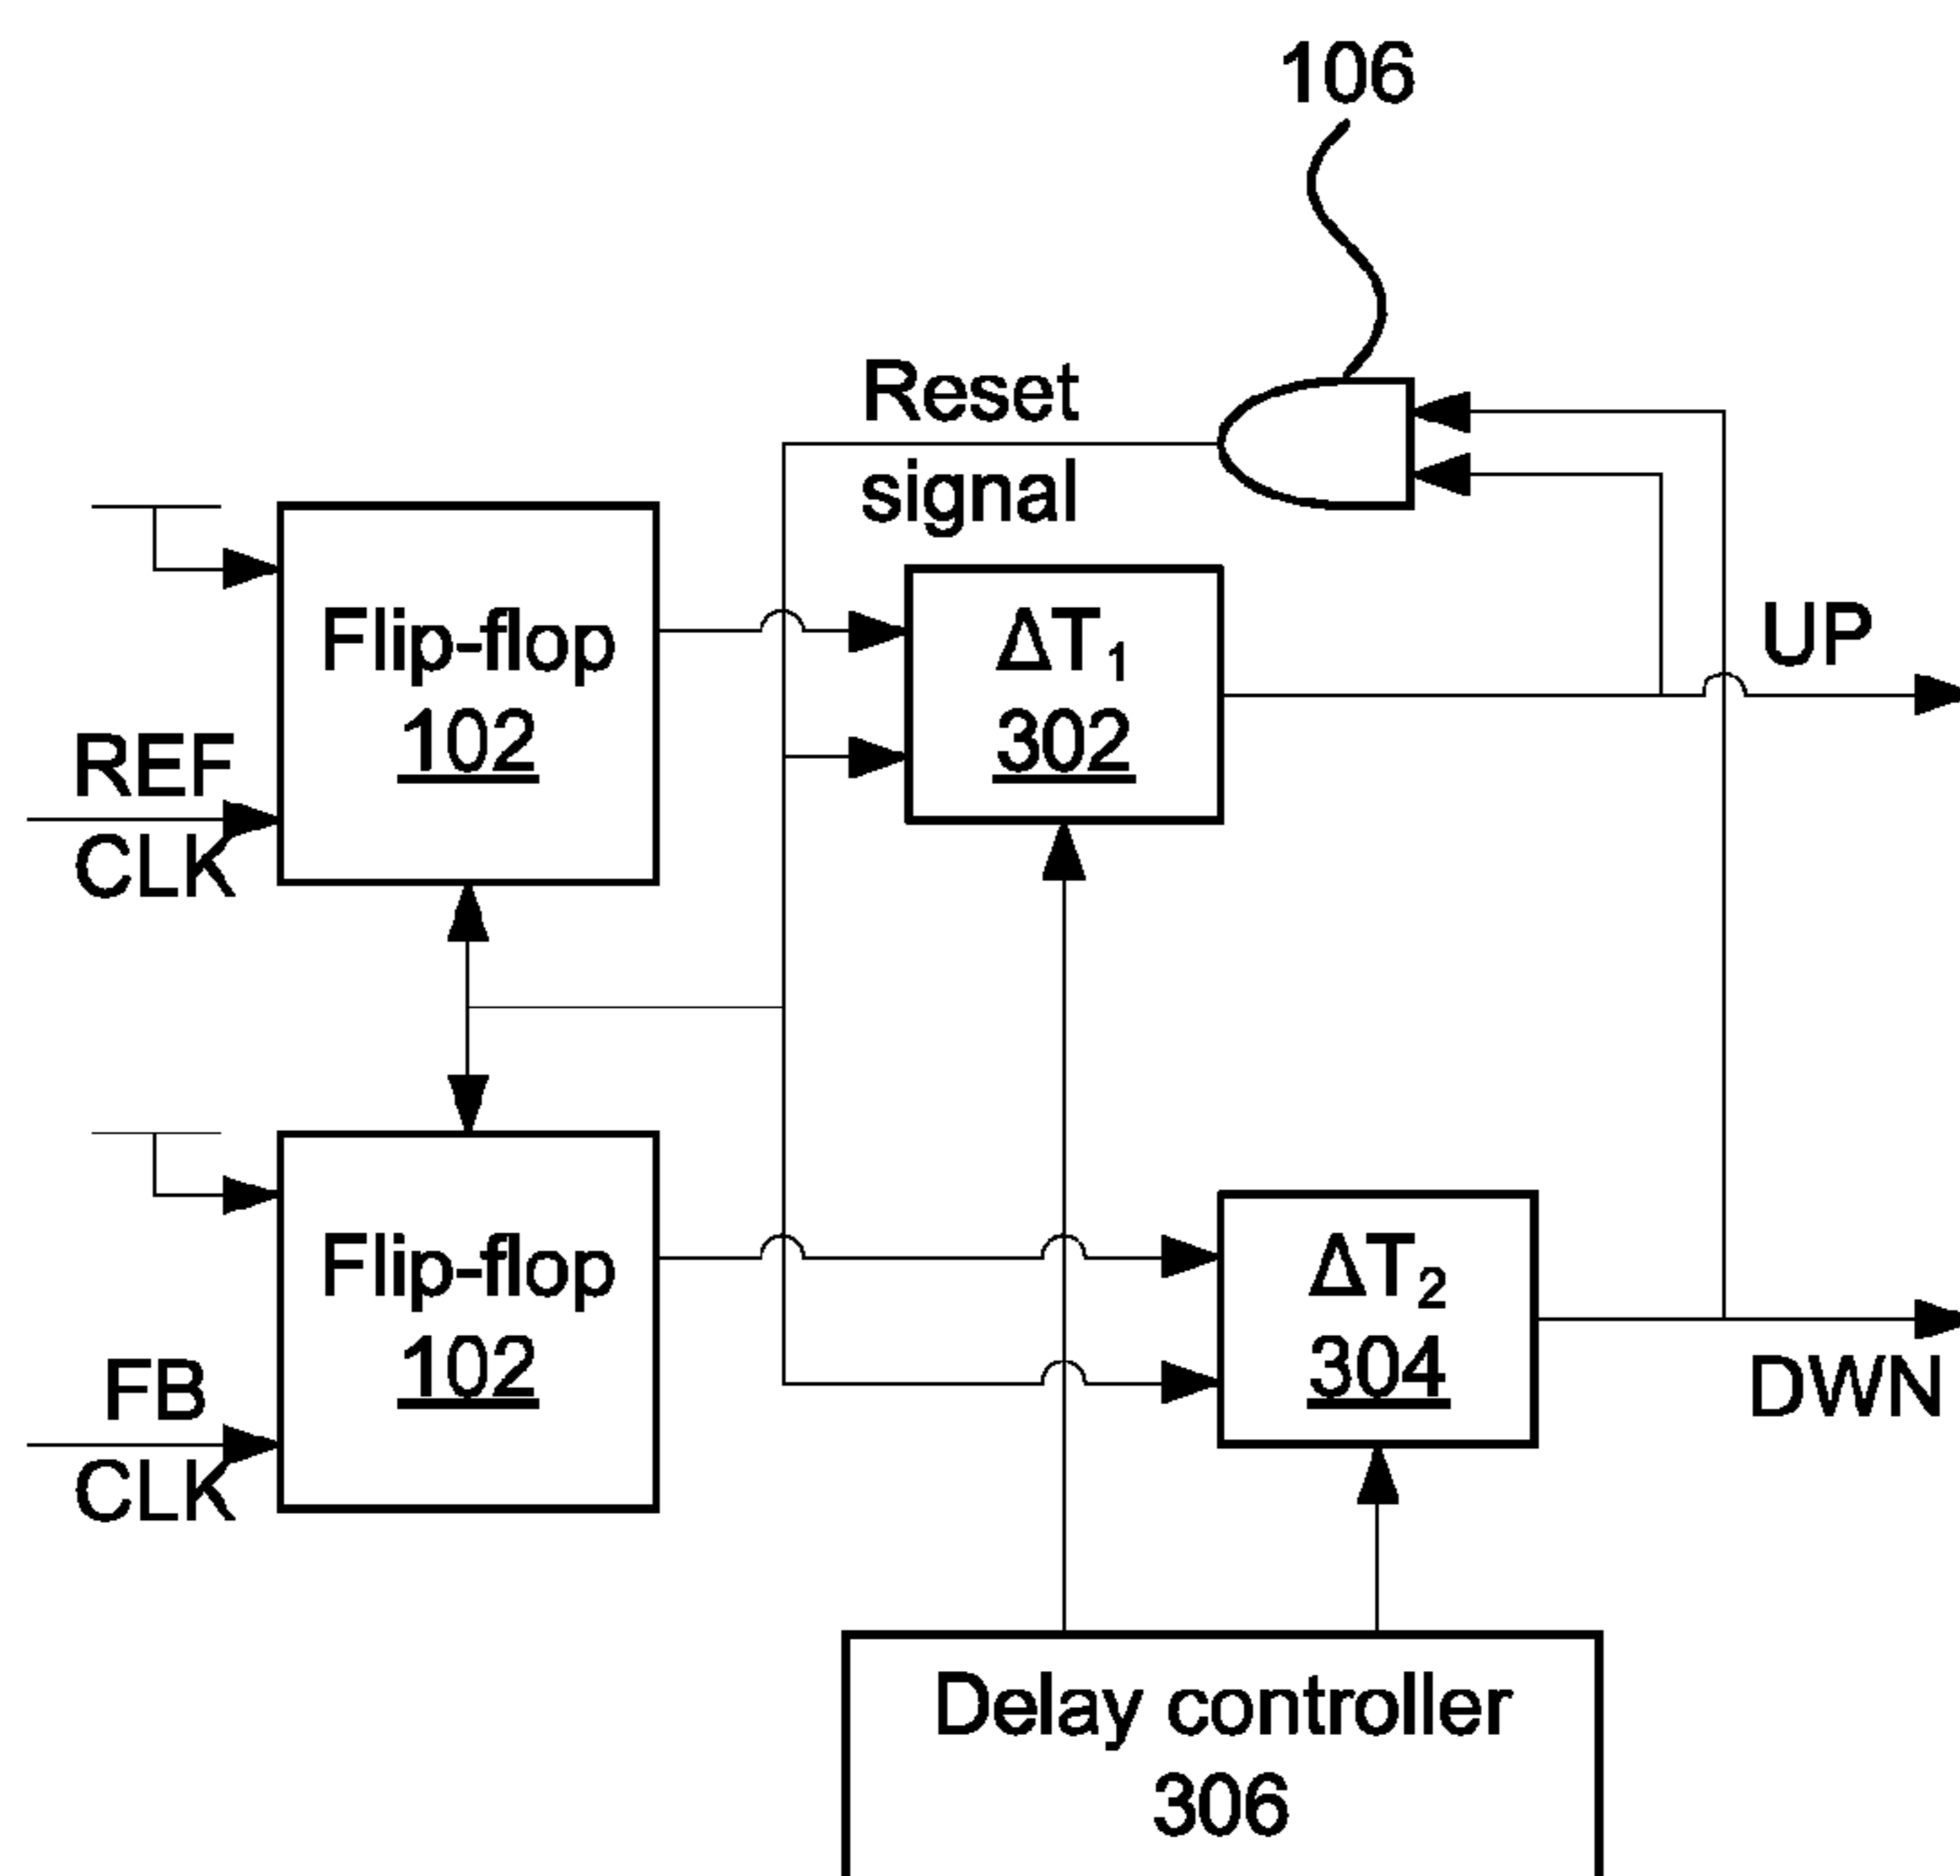 106
Reset
signal
Flip-flop
102
REF
CLK
ΔT₁
302
UP
Flip-flop
102
FB
CLK
ΔT₂
304
DWN
Delay controller
306